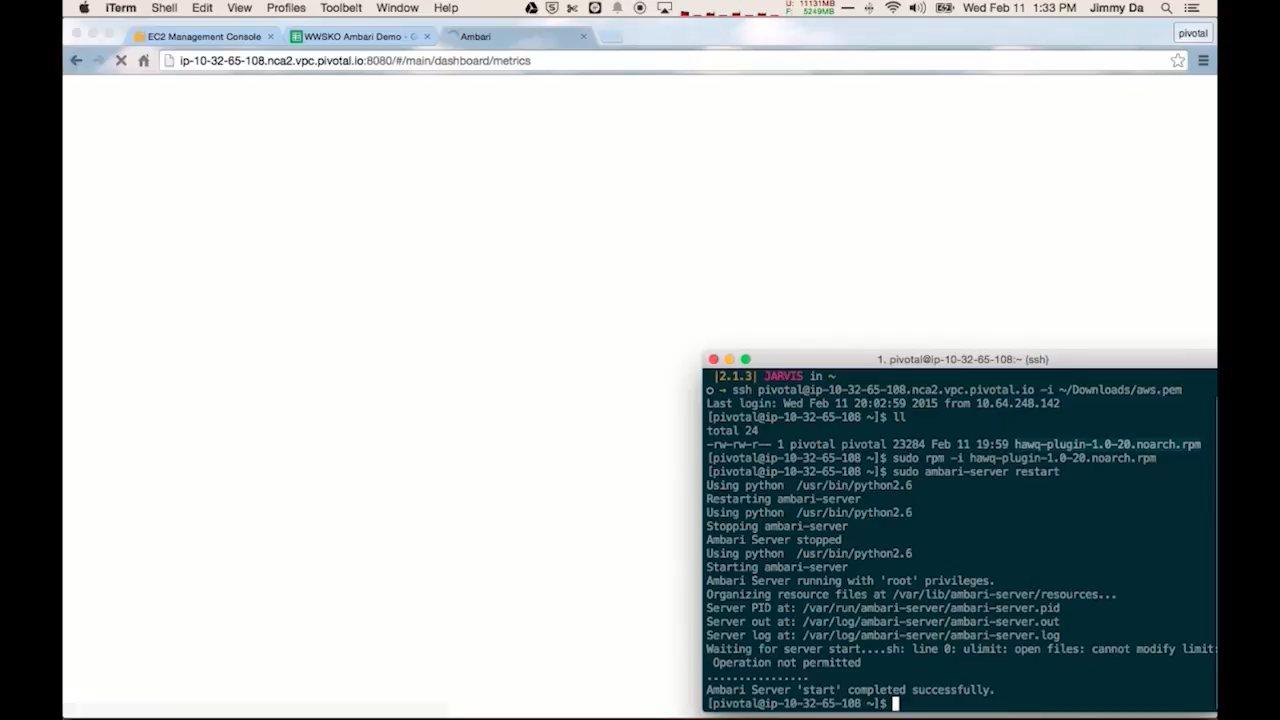 iTerm Shell Edit View Profiles Toolbelt Window Help U: 11131MB F: 5249MB Wed Feb 11 1:33 PM Jimmy Da
EC2 Management Console WWSKO Ambari Demo - Ambari pivotal
ip-10-32-65-108.nca2.vpc.pivotal.io:8080/#/main/dashboard/metrics
1. pivotal@ip-10-32-65-108:~ (ssh)
|2.1.3| JARVIS in ~
○ → ssh pivotal@ip-10-32-65-108.nca2.vpc.pivotal.io -i ~/Downloads/aws.pem
Last login: Wed Feb 11 20:02:59 2015 from 10.64.248.142
[pivotal@ip-10-32-65-108 ~]$ ll
total 24
-rw-rw-r-- 1 pivotal pivotal 23284 Feb 11 19:59 hawq-plugin-1.0-20.noarch.rpm
[pivotal@ip-10-32-65-108 ~]$ sudo rpm -i hawq-plugin-1.0-20.noarch.rpm
[pivotal@ip-10-32-65-108 ~]$ sudo ambari-server restart
Using python /usr/bin/python2.6
Restarting ambari-server
Using python /usr/bin/python2.6
Stopping ambari-server
Ambari Server stopped
Using python /usr/bin/python2.6
Starting ambari-server
Ambari Server running with 'root' privileges.
Organizing resource files at /var/lib/ambari-server/resources...
Server PID at: /var/run/ambari-server/ambari-server.pid
Server out at: /var/log/ambari-server/ambari-server.out
Server log at: /var/log/ambari-server/ambari-server.log
Waiting for server start....sh: line 0: ulimit: open files: cannot modify limit:
Operation not permitted
...............
Ambari Server 'start' completed successfully.
[pivotal@ip-10-32-65-108 ~]$